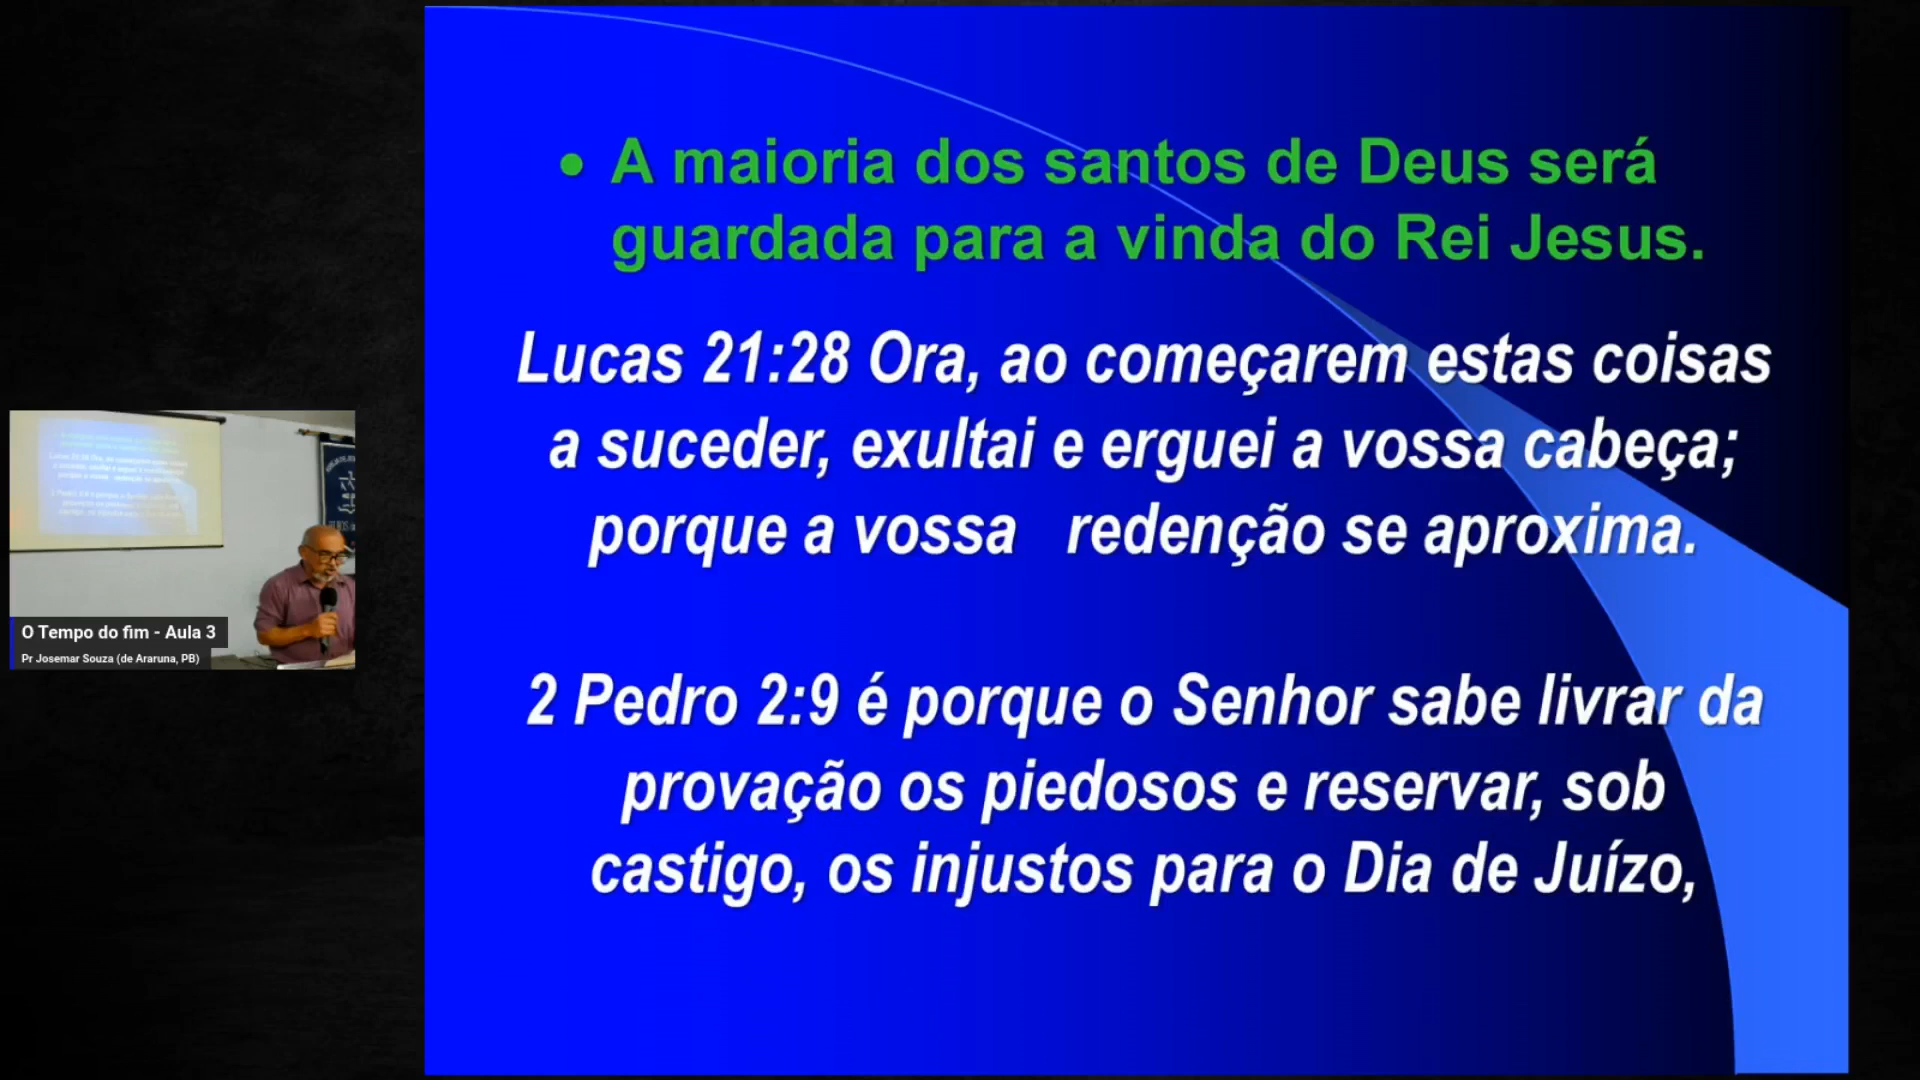 • A maioria dos santos de Deus será
guardada para a vinda do Rei Jesus.
Lucas 21:28 Ora, ao começarem estas coisas
a suceder, exultai e erguei a vossa cabeça;
porque a vossa redenção se aproxima.
2 Pedro 2:9 é porque o Senhor sabe livrar da
provação os piedosos e reservar, sob
castigo, os injustos para o Dia de Juízo,
O Tempo do fim - Aula 3
Pr Josemar Souza (de Araruna, PB)